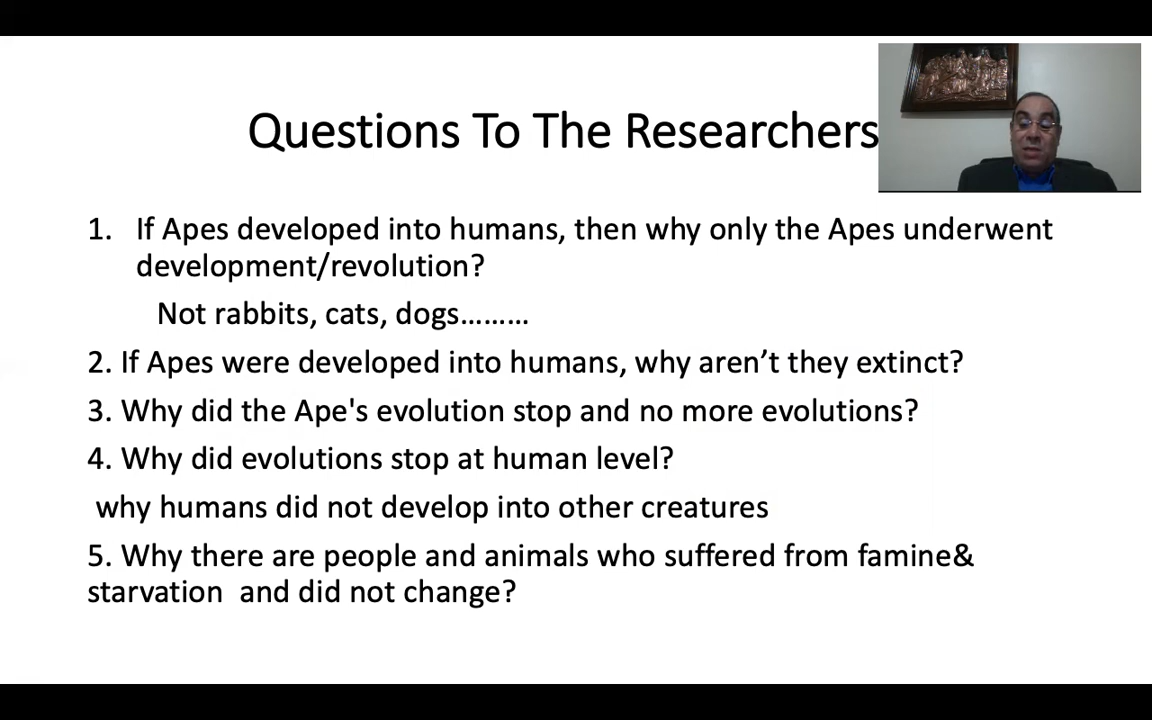 Questions To The Researchers
1. If Apes developed into humans, then why only the Apes underwent
development/revolution?
Not rabbits, cats, dogs.........
2. If Apes were developed into humans, why aren’t they extinct?
3. Why did the Ape's evolution stop and no more evolutions?
4. Why did evolutions stop at human level?
why humans did not develop into other creatures
5. Why there are people and animals who suffered from famine&
starvation  and did not change?